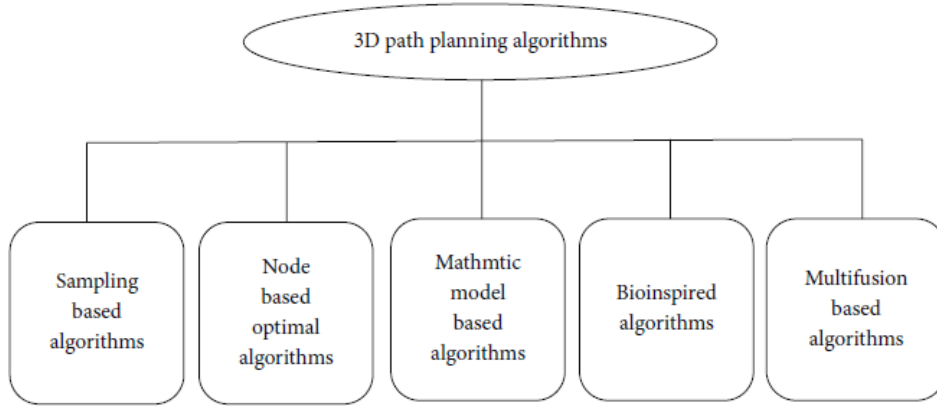 3D path planning algorithms
Sampling
based
algorithms
Node
based
optimal
algorithms
Mathmtic
model
based
algorithms
Bioinspired
algorithms
Multifusion
based
algorithms